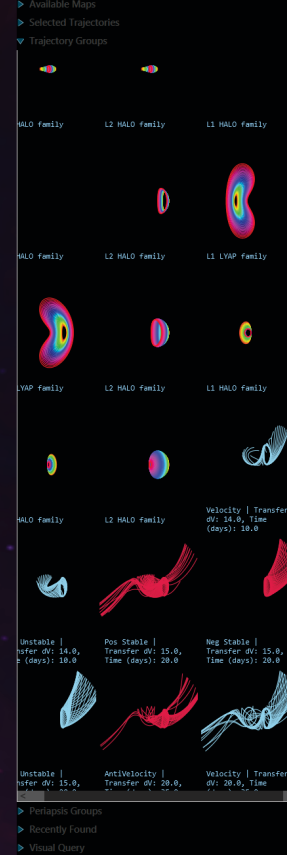 Available Maps
Selected Trajectories
Trajectory Groups
HALO family L2 HALO family L1 HALO family
HALO family L2 HALO family L1 LYAP family
LYAP family L2 HALO family L1 HALO family
HALO family L2 HALO family Velocity | Transfer
dV: 14.0, Time
(days): 10.0
Unstable | Pos Stable | Neg Stable |
nsfer dV: 14.0, Transfer dV: 15.0, Transfer dV: 15.0,
e (days): 10.0 Time (days): 20.0 Time (days): 20.0
Unstable | AntiVelocity | Velocity | Transfer
nsfer dV: 15.0, Transfer dV: 20.0, dV: 20.0, Time
Periapsis Groups
Recently Found
Visual Query